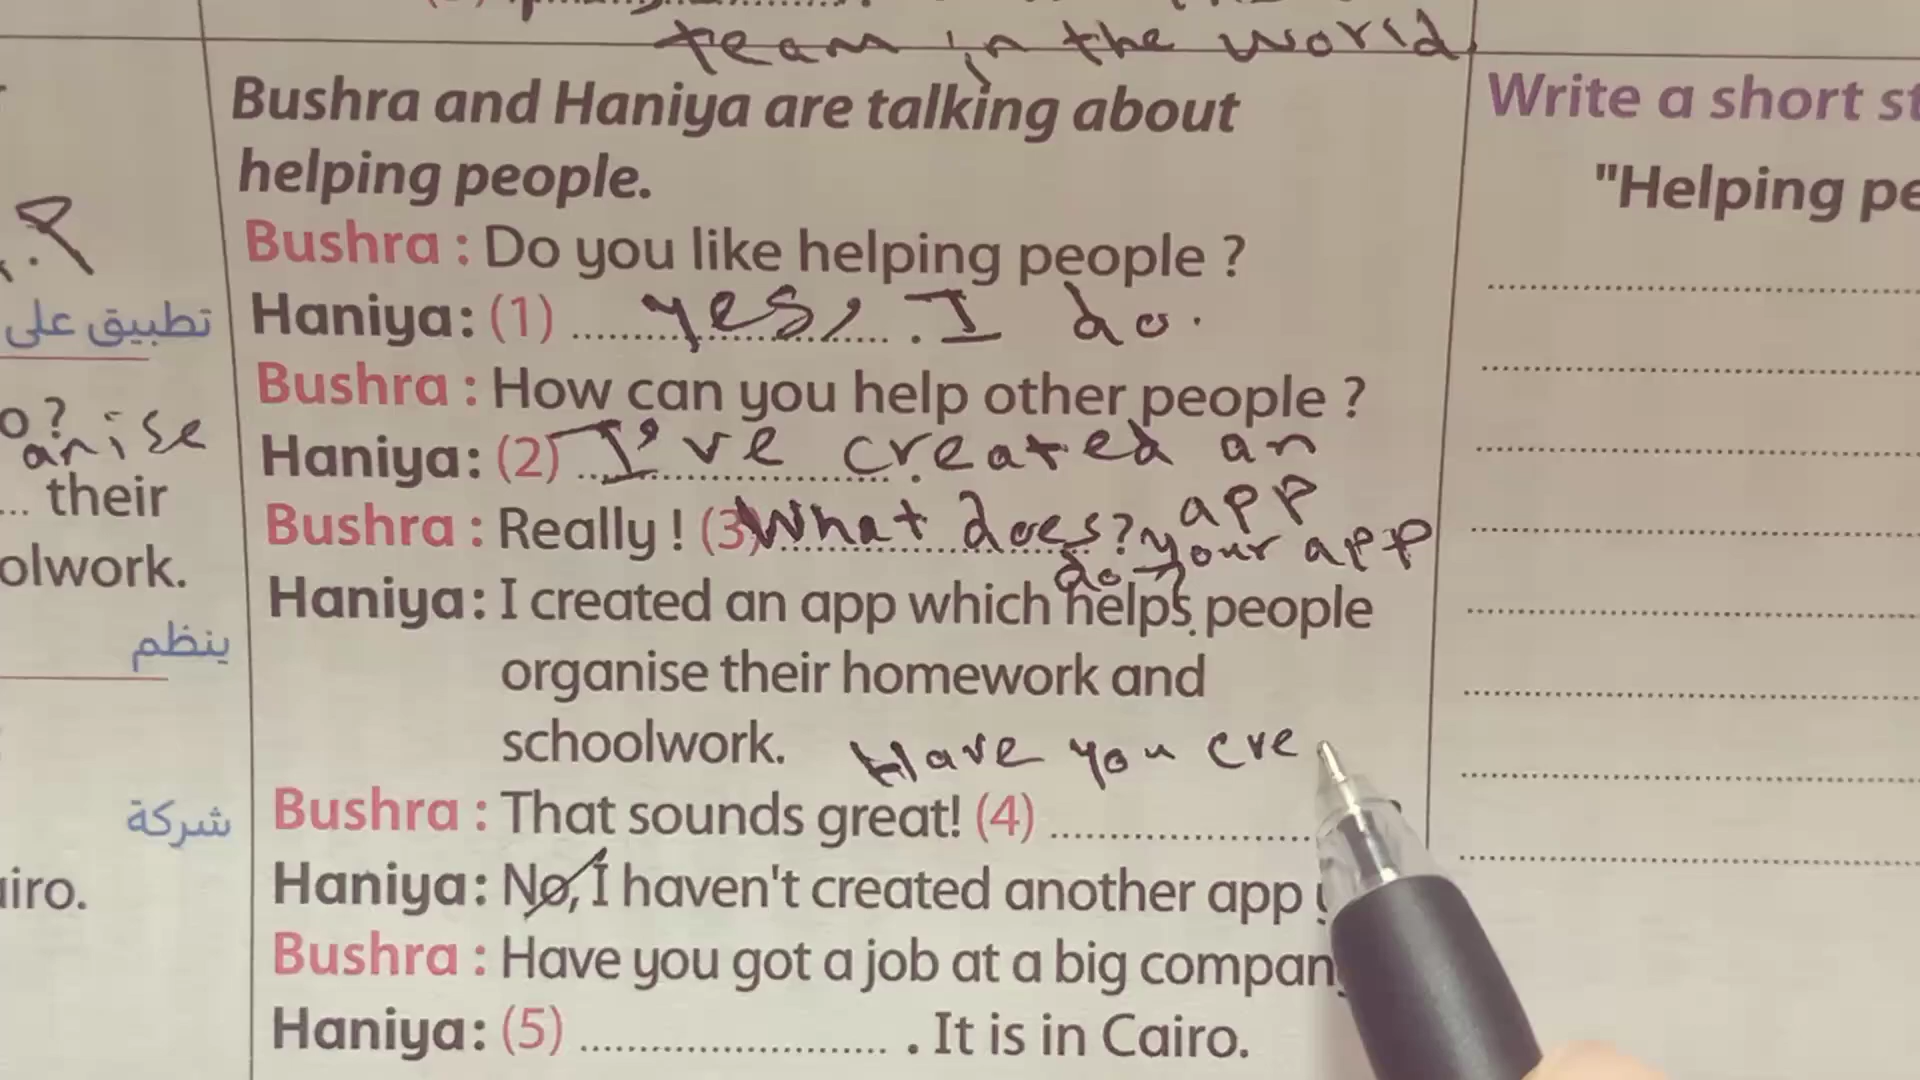 team in the world
Bushra and Haniya are talking about
helping people.
Bushra : Do you like helping people ?
Haniya: (1) yes, I do.
Bushra : How can you help other people ?
Haniya: (2) I've created an
app
Bushra : Really ! (3) What does ? your app
do
Haniya: I created an app which helps people
organise their homework and
schoolwork. Have you cre
Bushra : That sounds great! (4)
Haniya: No, I haven't created another app
Bushra : Have you got a job at a big compan
Haniya: (5) . It is in Cairo.
تطبيق على
o ?
anise
... their
olwork.
ينظم
شركة
iro.
Write a short st
"Helping pe